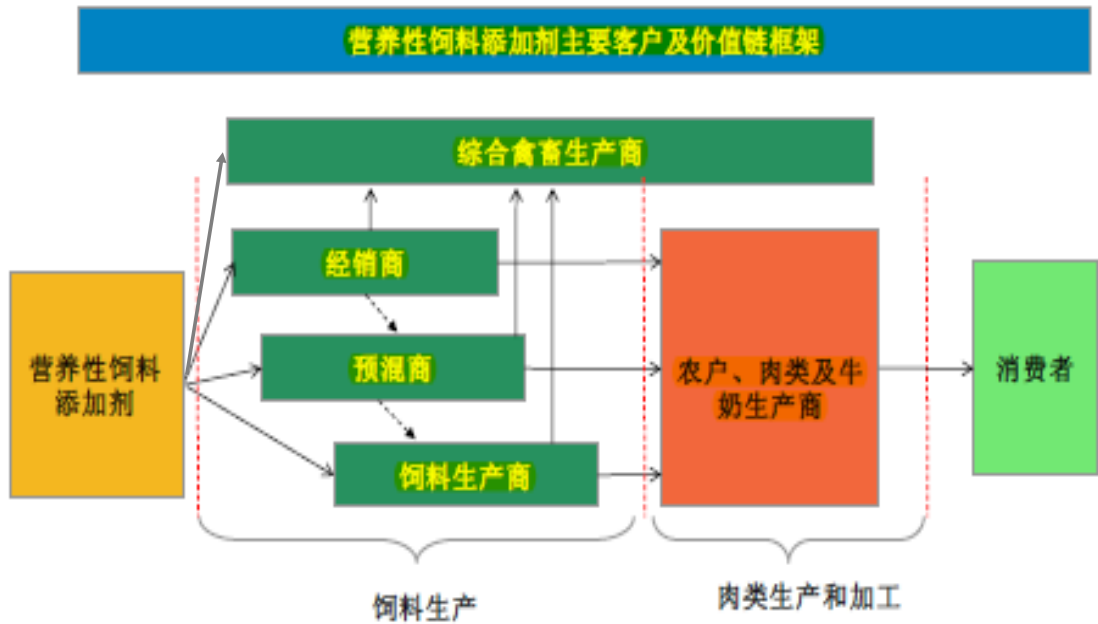 营养性饲料添加剂主要客户及价值链框架
综合禽畜生产商
经销商
预混商
饲料生产商
营养性饲料
添加剂
农户、肉类及牛
奶生产商
消费者
饲料生产
肉类生产和加工